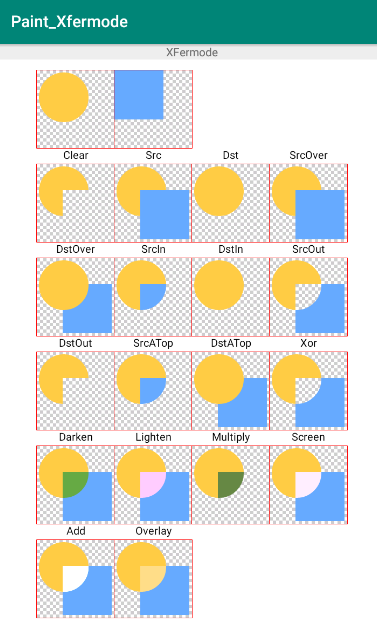 Paint_Xfermode
XFermode
Clear Src Dst SrcOver
DstOver SrcIn DstIn SrcOut
DstOut SrcATop DstATop Xor
Darken Lighten Multiply Screen
Add Overlay